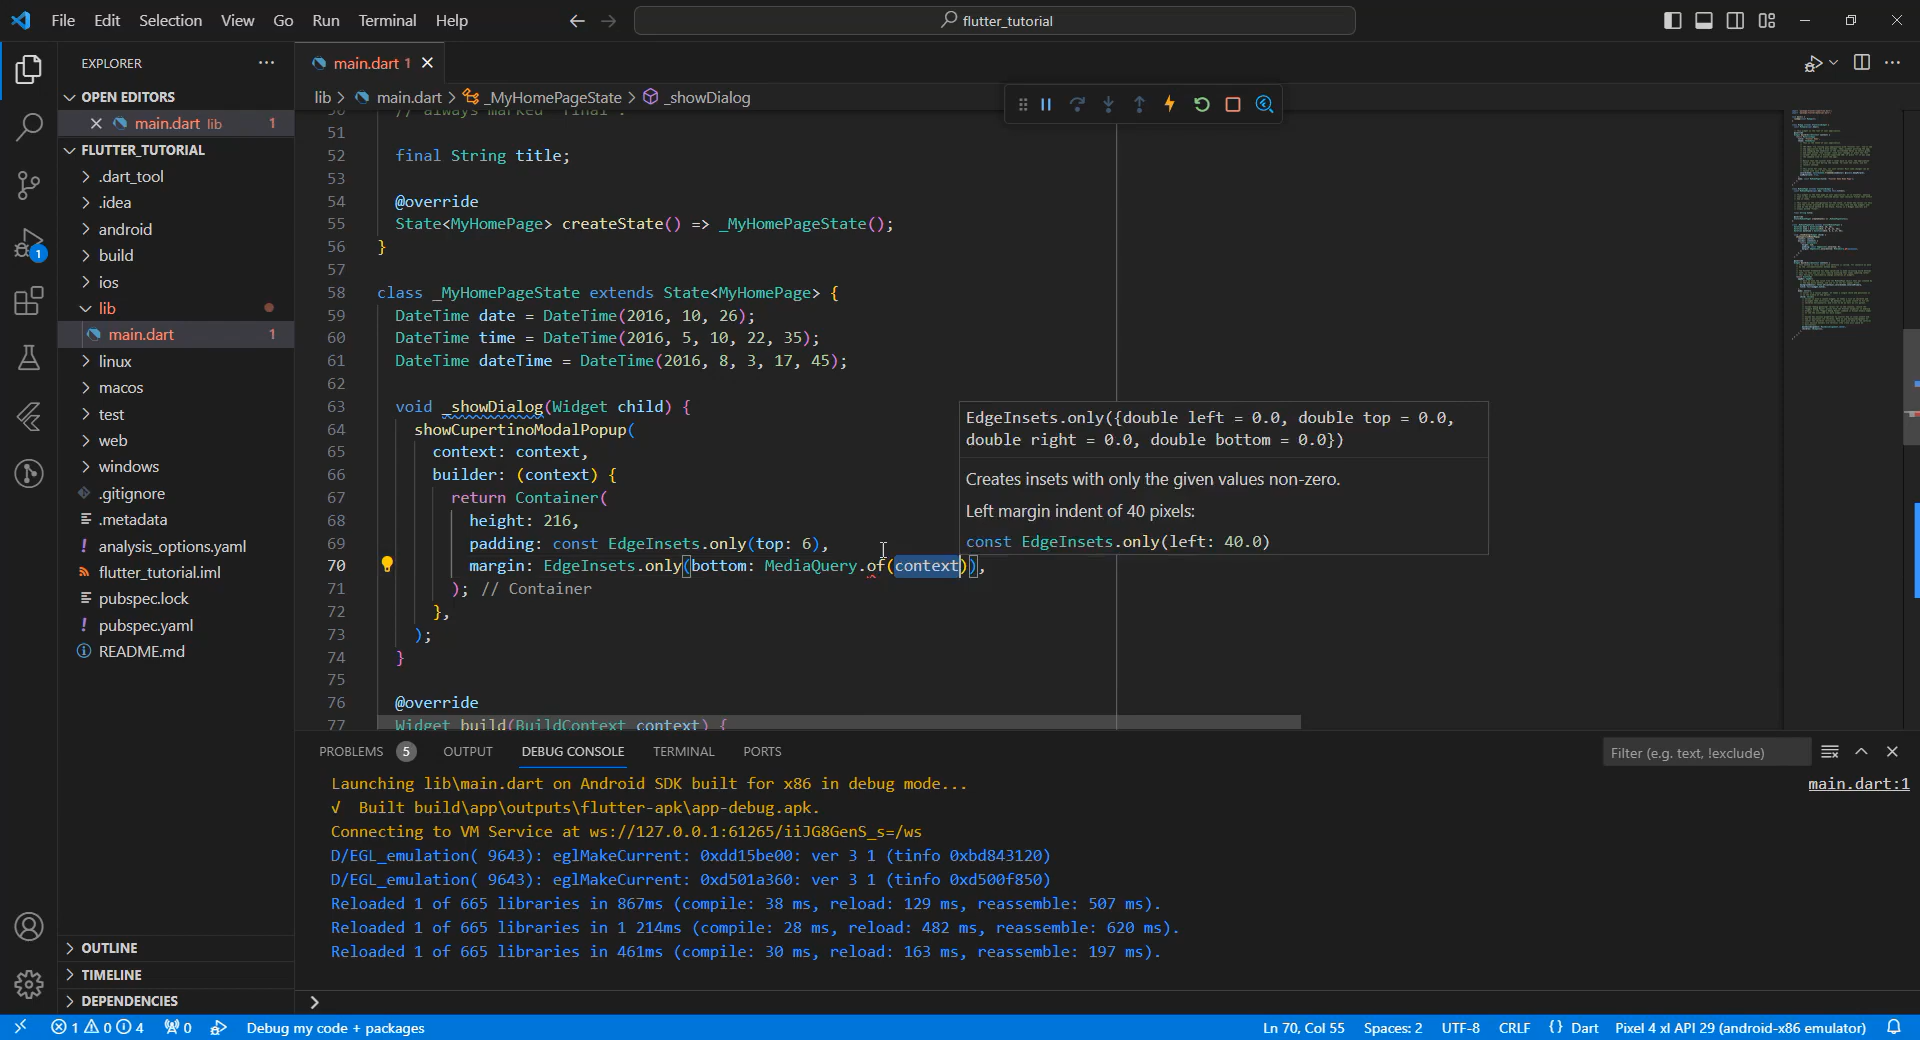 File Edit Selection View Go Run Terminal Help
flutter_tutorial
EXPLORER
OPEN EDITORS
main.dart lib 1
FLUTTER_TUTORIAL
.dart_tool
.idea
android
build
ios
lib
main.dart 1
linux
macos
test
web
windows
.gitignore
.metadata
analysis_options.yaml
flutter_tutorial.iml
pubspec.lock
pubspec.yaml
README.md
OUTLINE
TIMELINE
DEPENDENCIES
1
main.dart 1
lib > main.dart > _MyHomePageState > _showDialog
50 // always marked "final".
51
52 final String title;
53
54 @override
55 State<MyHomePage> createState() => _MyHomePageState();
56 }
57
58 class _MyHomePageState extends State<MyHomePage> {
59 DateTime date = DateTime(2016, 10, 26);
60 DateTime time = DateTime(2016, 5, 10, 22, 35);
61 DateTime dateTime = DateTime(2016, 8, 3, 17, 45);
62
63 void _showDialog(Widget child) {
64 showCupertinoModalPopup(
65 context: context,
66 builder: (context) {
67 return Container(
68 height: 216,
69 padding: const EdgeInsets.only(top: 6),
70 margin: EdgeInsets.only(bottom: MediaQuery.of(context)),
71 ); // Container
72 },
73 );
74 }
75
76 @override
77 Widget build(BuildContext context) {
EdgeInsets.only({double left = 0.0, double top = 0.0,
double right = 0.0, double bottom = 0.0})
Creates insets with only the given values non-zero.
Left margin indent of 40 pixels:
const EdgeInsets.only(left: 40.0)
PROBLEMS 5 OUTPUT DEBUG CONSOLE TERMINAL PORTS
Filter (e.g. text, !exclude)
Launching lib\main.dart on Android SDK built for x86 in debug mode...
main.dart:1
√ Built build\app\outputs\flutter-apk\app-debug.apk.
Connecting to VM Service at ws://127.0.0.1:61265/iiJG8GenS_s=/ws
D/EGL_emulation( 9643): eglMakeCurrent: 0xdd15be00: ver 3 1 (tinfo 0xbd843120)
D/EGL_emulation( 9643): eglMakeCurrent: 0xd501a360: ver 3 1 (tinfo 0xd500f850)
Reloaded 1 of 665 libraries in 867ms (compile: 38 ms, reload: 129 ms, reassemble: 507 ms).
Reloaded 1 of 665 libraries in 1 214ms (compile: 28 ms, reload: 482 ms, reassemble: 620 ms).
Reloaded 1 of 665 libraries in 461ms (compile: 30 ms, reload: 163 ms, reassemble: 197 ms).
1 0 4 0 Debug my code + packages
Ln 70, Col 55 Spaces: 2 UTF-8 CRLF {} Dart Pixel 4 xl API 29 (android-x86 emulator)